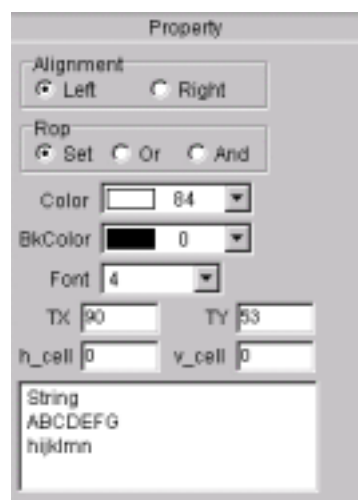 Property
Alignment
Left Right
Rop
Set Or And
Color 84
BkColor 0
Font 4
TX 90 TY 53
h_cell 0 v_cell 0
String
ABCDEFG
hijklmn